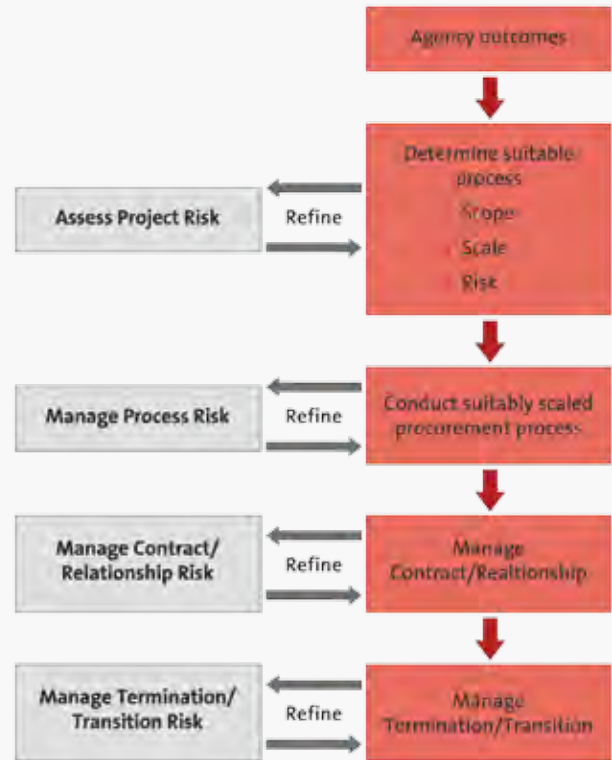 Agency outcomes
Determine suitable
process
Scope
Scale
Risk
Assess Project Risk
Refine
Conduct suitably scaled
procurement process
Manage Process Risk
Refine
Manage
Contract/Realtionship
Manage Contract/
Relationship Risk
Refine
Manage
Termination/Transition
Manage Termination/
Transition Risk
Refine